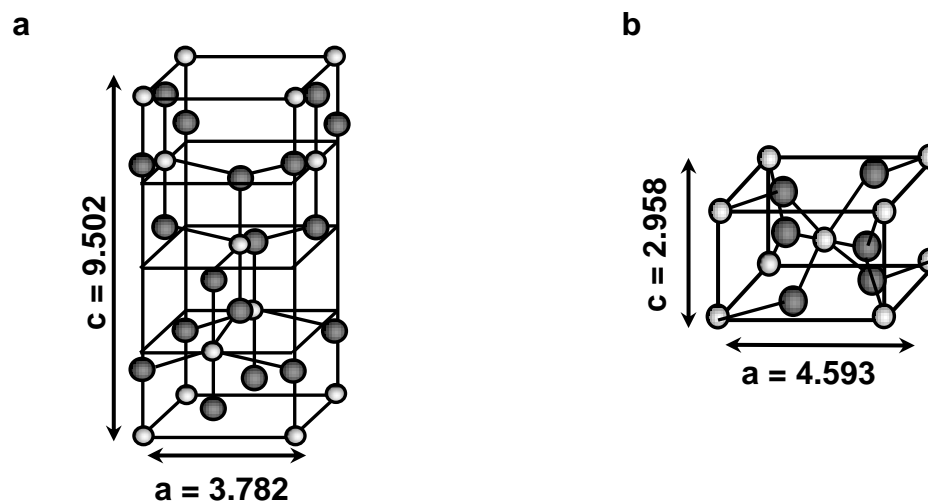 a
b
c = 9.502
a = 3.782
c = 2.958
a = 4.593